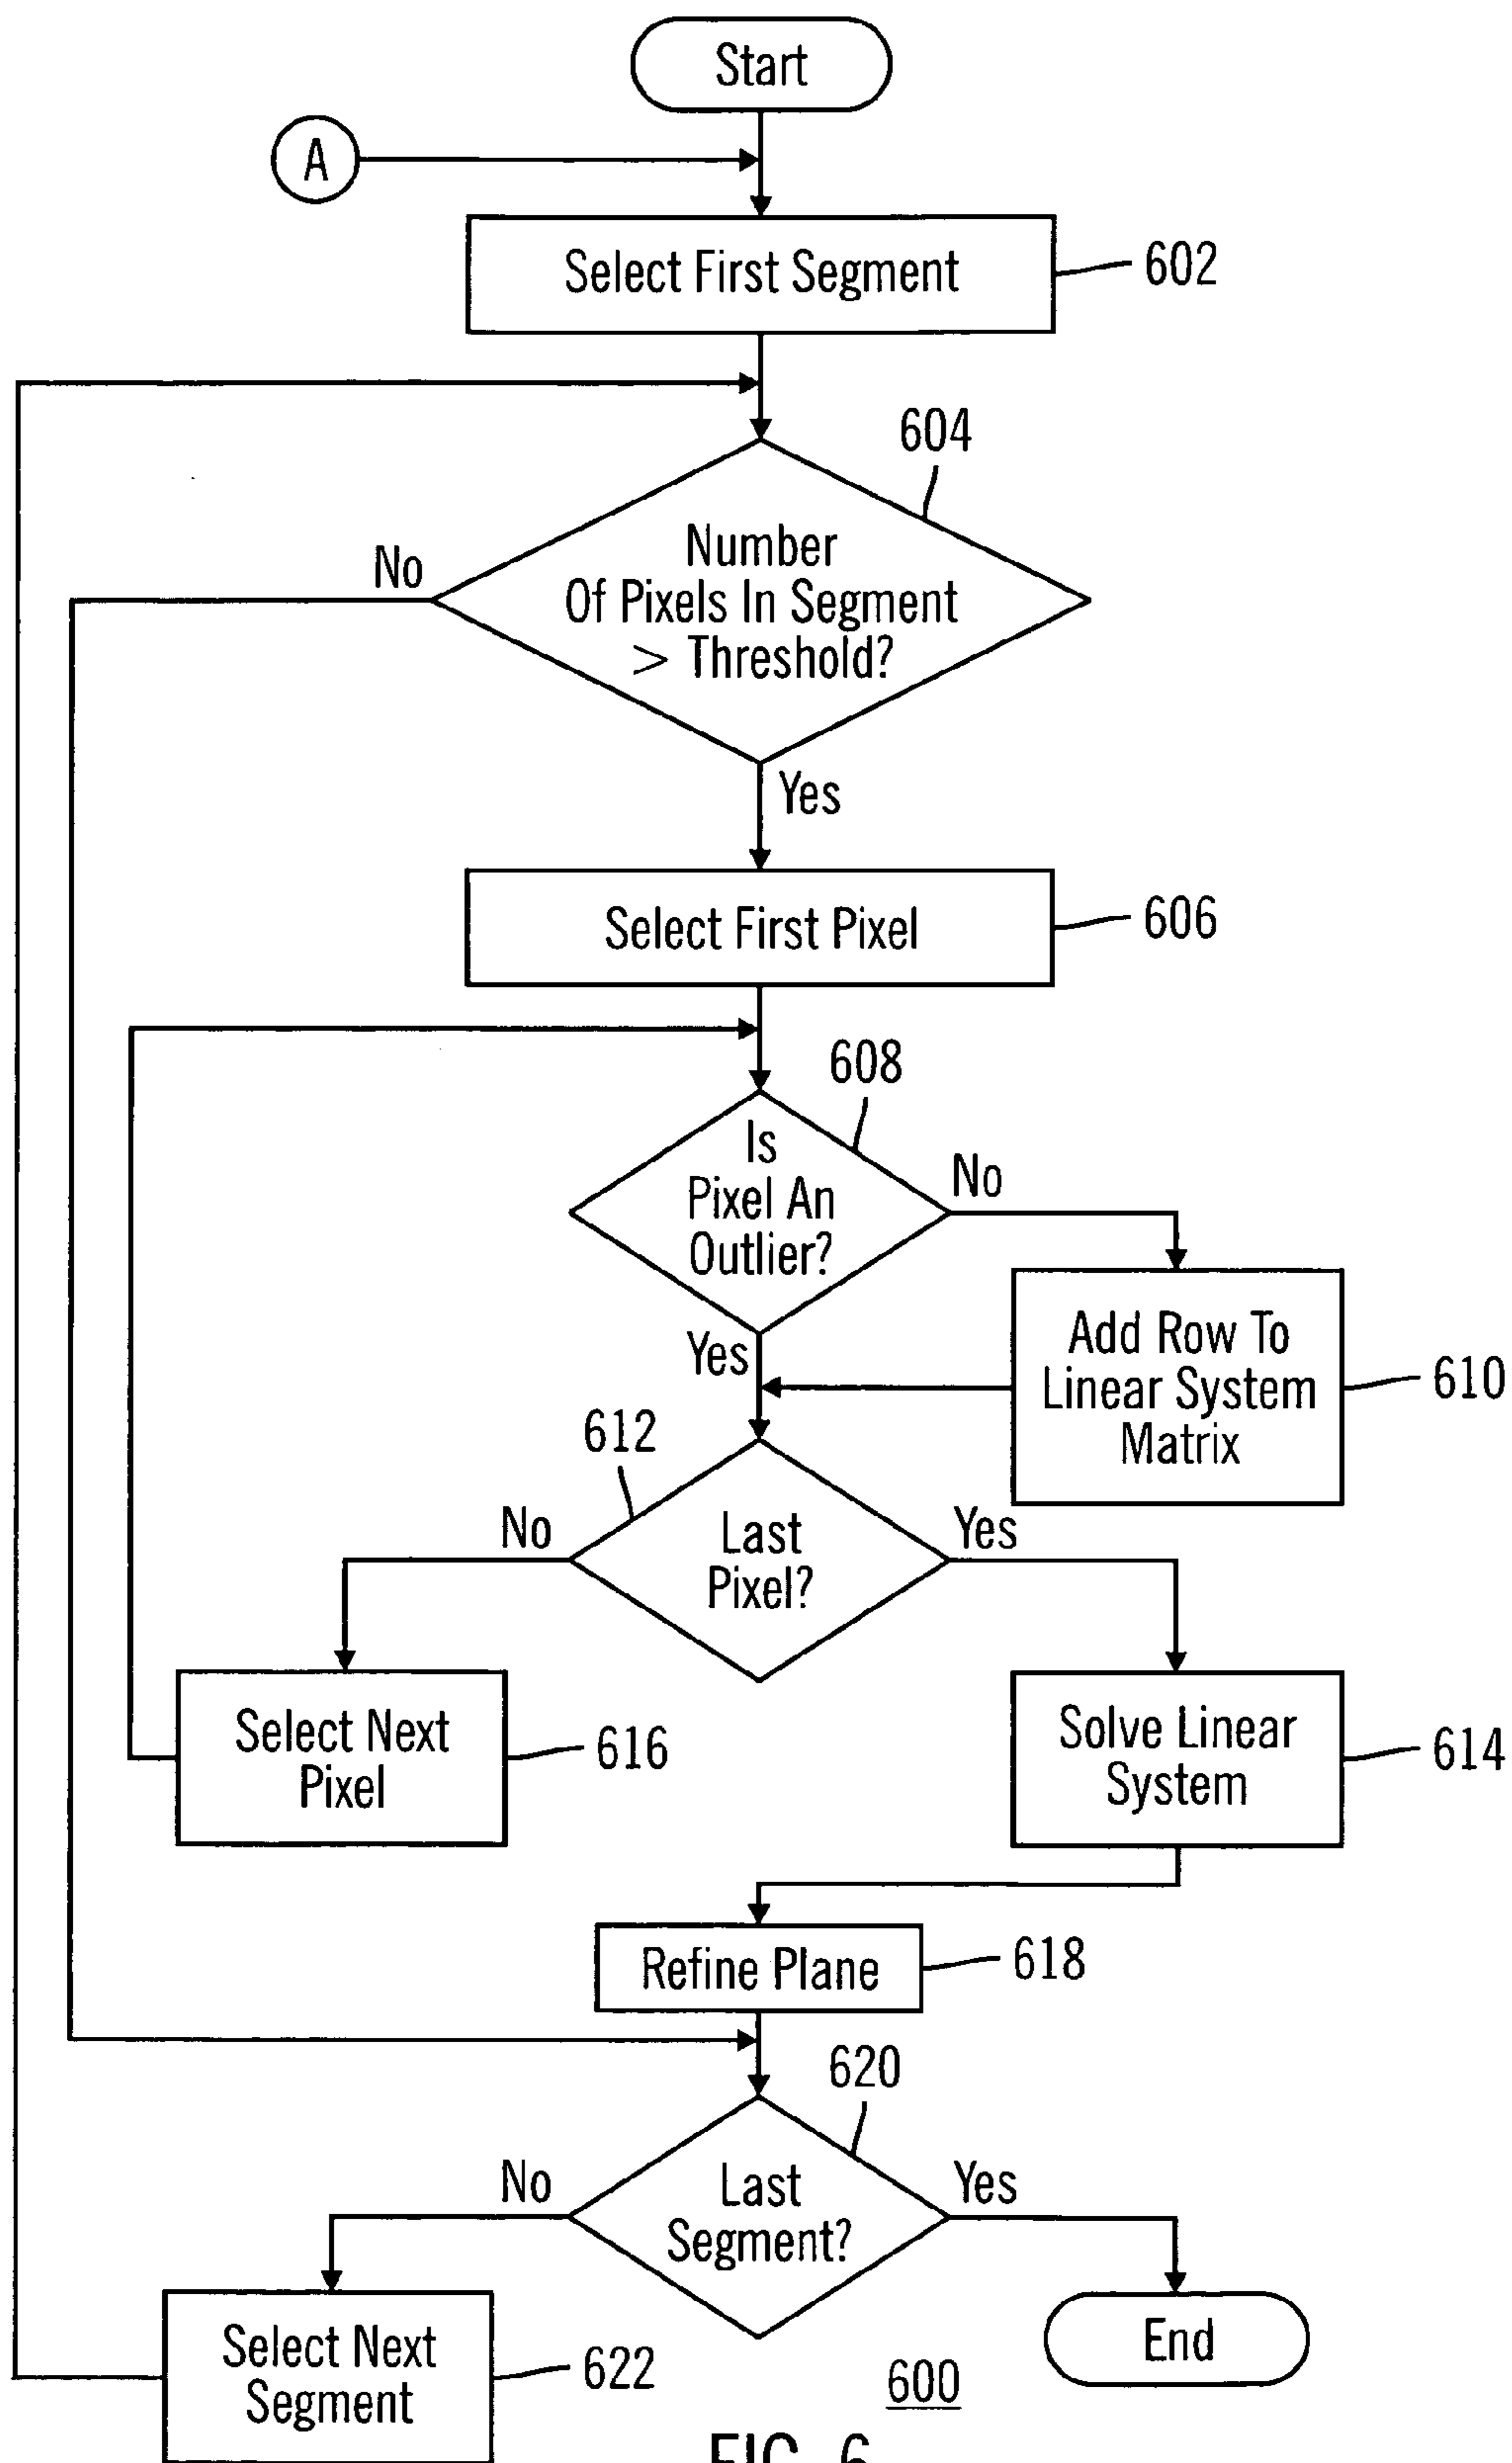 Start
A
Select First Segment
602
604
Number
Of Pixels In Segment
> Threshold?
No
Yes
Select First Pixel
606
608
Is
Pixel An
Outlier?
No
Yes
Add Row To
Linear System
Matrix
610
612
Last
Pixel?
No
Yes
Select Next
Pixel
616
Solve Linear
System
614
Refine Plane
618
620
Last
Segment?
No
Yes
Select Next
Segment
622
End
600
FIG. 6